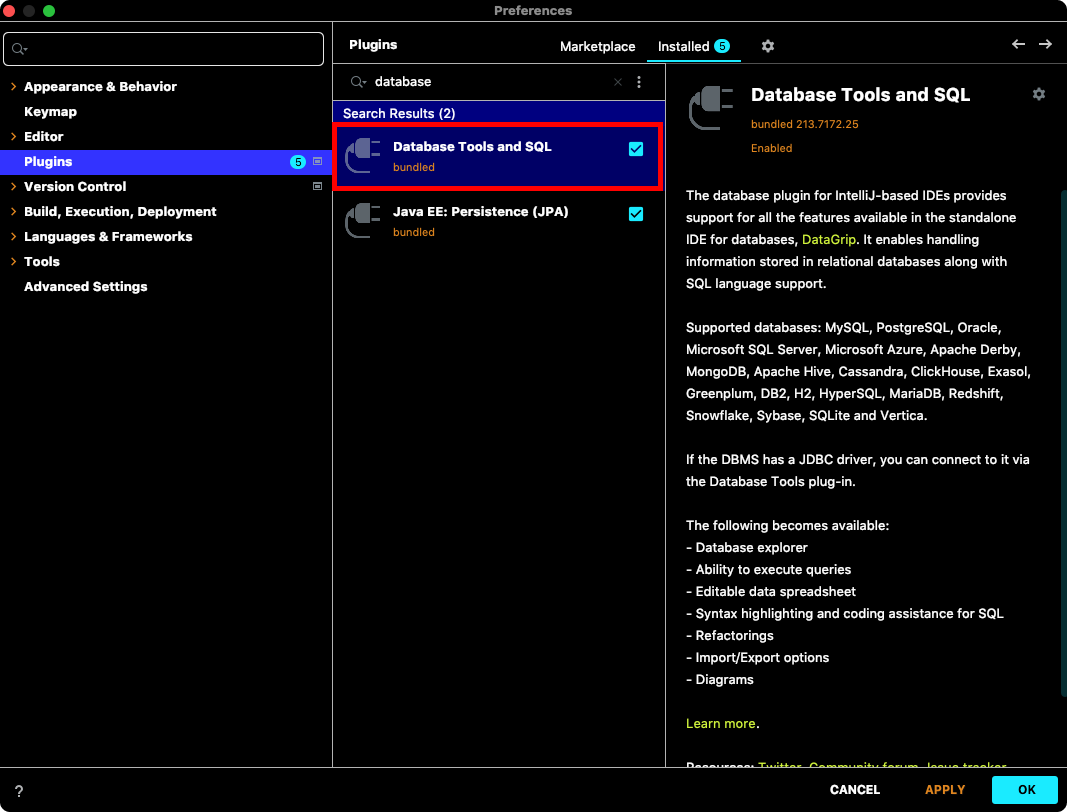 Preferences
Appearance & Behavior
Keymap
Editor
Plugins 5
Version Control
Build, Execution, Deployment
Languages & Frameworks
Tools
Advanced Settings
Plugins Marketplace Installed 5
database
Search Results (2)
Database Tools and SQL
bundled
Java EE: Persistence (JPA)
bundled
Database Tools and SQL
bundled 213.7172.25
Enabled
The database plugin for IntelliJ-based IDEs provides
support for all the features available in the standalone
IDE for databases, DataGrip. It enables handling
information stored in relational databases along with
SQL language support.
Supported databases: MySQL, PostgreSQL, Oracle,
Microsoft SQL Server, Microsoft Azure, Apache Derby,
MongoDB, Apache Hive, Cassandra, ClickHouse, Exasol,
Greenplum, DB2, H2, HyperSQL, MariaDB, Redshift,
Snowflake, Sybase, SQLite and Vertica.
If the DBMS has a JDBC driver, you can connect to it via
the Database Tools plug-in.
The following becomes available:
- Database explorer
- Ability to execute queries
- Editable data spreadsheet
- Syntax highlighting and coding assistance for SQL
- Refactorings
- Import/Export options
- Diagrams
Learn more.
Resources: Twitter, Community forum, Issue tracker
? CANCEL APPLY OK